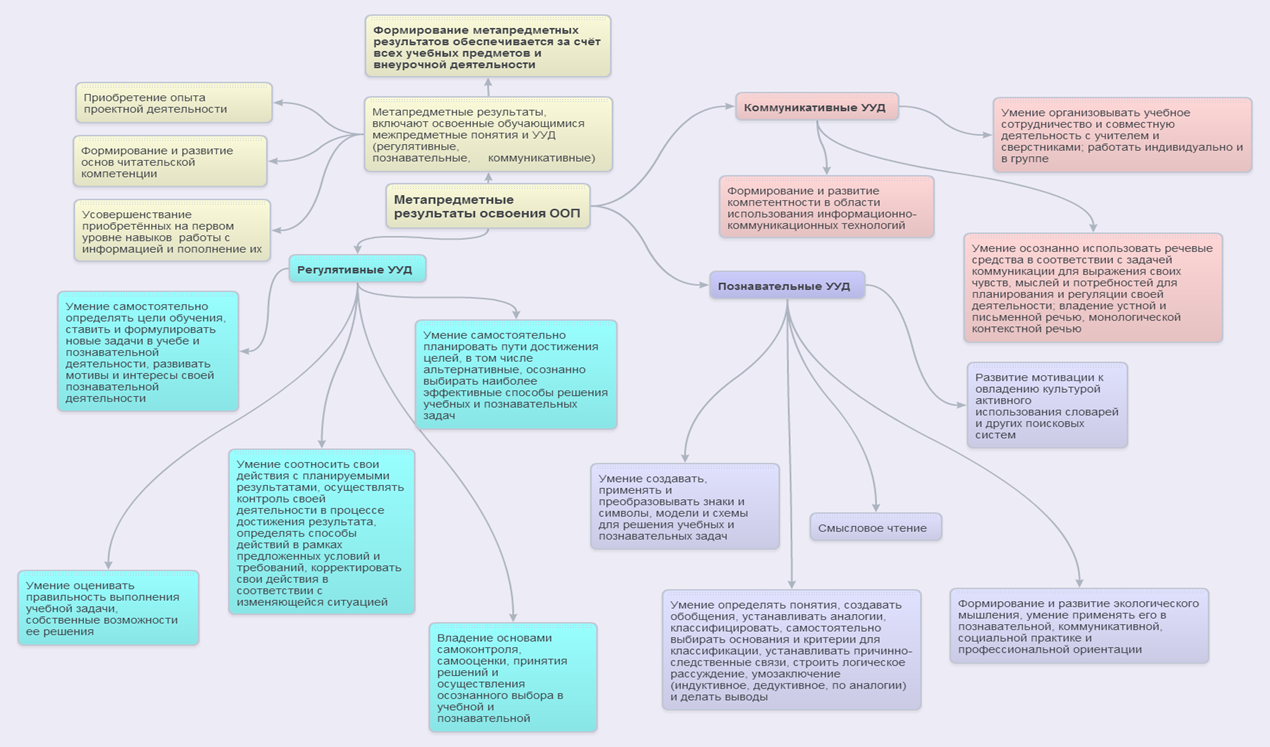 Формирование метапредметных
результатов обеспечивается за счёт
всех учебных предметов и
внеурочной деятельности
Приобретение опыта
проектной деятельности
Метапредметные результаты,
включают освоенные обучающимися
межпредметные понятия и УУД
(регулятивные,
познавательные, коммуникативные)
Формирование и развитие
основ читательской
компетенции
Метапредметные
результаты освоения ООП
Усовершенствание
приобретённых на первом
уровне навыков работы с
информацией и пополнение их
Коммуникативные УУД
Умение организовывать учебное
сотрудничество и совместную
деятельность с учителем и
сверстниками; работать индивидуально и
в группе
Формирование и развитие
компетентности в области
использования информационно-
коммуникационных технологий
Умение осознанно использовать речевые
средства в соответствии с задачей
коммуникации для выражения своих
чувств, мыслей и потребностей для
планирования и регуляции своей
деятельности; владение устной и
письменной речью, монологической
контекстной речью
Регулятивные УУД
Умение самостоятельно
определять цели обучения,
ставить и формулировать
новые задачи в учебе и
познавательной
деятельности, развивать
мотивы и интересы своей
познавательной
деятельности
Умение самостоятельно
планировать пути достижения
целей, в том числе
альтернативные, осознанно
выбирать наиболее
эффективные способы решения
учебных и познавательных
задач
Умение соотносить свои
действия с планируемыми
результатами, осуществлять
контроль своей
деятельности в процессе
достижения результата,
определять способы
действий в рамках
предложенных условий и
требований, корректировать
свои действия в
соответствии с
изменяющейся ситуацией
Умение оценивать
правильность выполнения
учебной задачи,
собственные возможности
ее решения
Владение основами
самоконтроля,
самооценки, принятия
решений и
осуществления
осознанного выбора в
учебной и
познавательной
Познавательные УУД
Развитие мотивации к
овладению культурой
активного
использования словарей
и других поисковых
систем
Умение создавать,
применять и
преобразовывать знаки и
символы, модели и схемы
для решения учебных и
познавательных задач
Смысловое чтение
Умение определять понятия, создавать
обобщения, устанавливать аналогии,
классифицировать, самостоятельно
выбирать основания и критерии для
классификации, устанавливать причинно-
следственные связи, строить логическое
рассуждение, умозаключение
(индуктивное, дедуктивное, по аналогии)
и делать выводы
Формирование и развитие экологического
мышления, умение применять его в
познавательной, коммуникативной,
социальной практике и
профессиональной ориентации